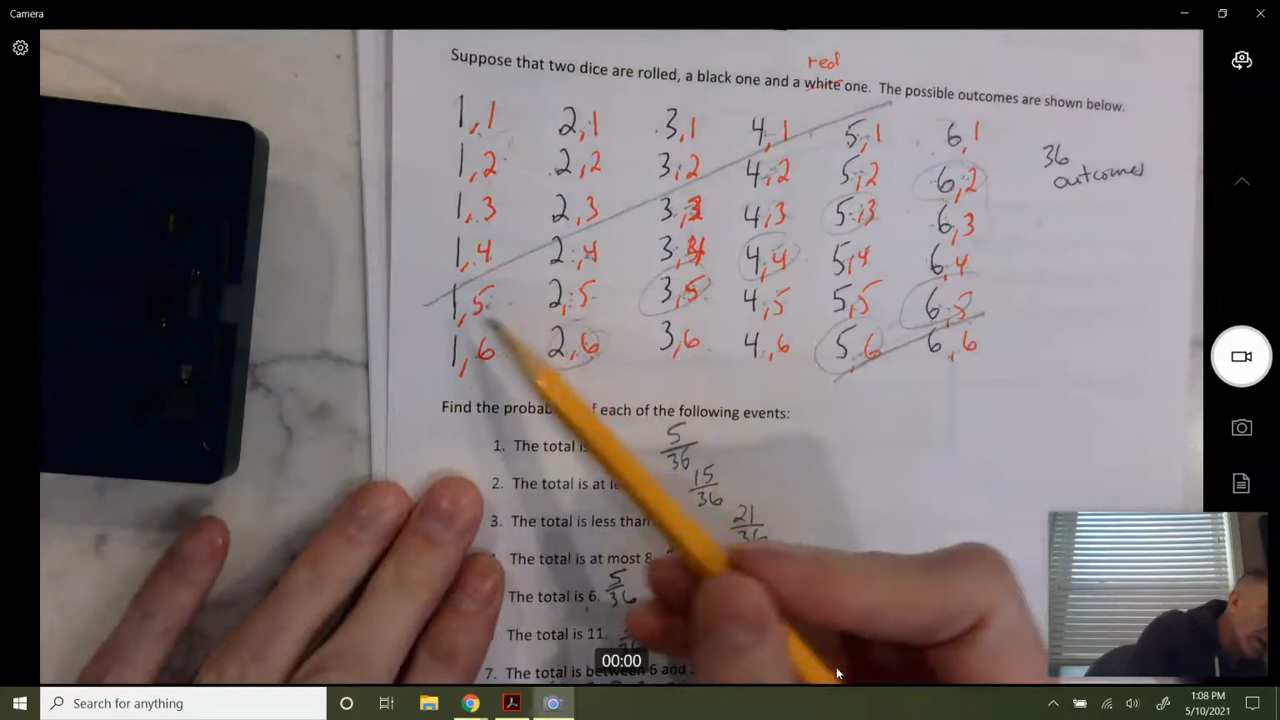 Camera
red
Suppose that two dice are rolled, a black one and a white one. The possible outcomes are shown below.
1,1 2,1 3,1 4,1 5,1 6,1
1,2 2,2 3,2 4,2 5,2 6,2
1,3 2,3 3,3 4,3 5,3 6,3
1,4 2,4 3,4 4,4 5,4 6,4
1,5 2,5 3,5 4,5 5,5 6,5
1,6 2,6 3,6 4,6 5,6 6,6
36
outcomes
Find the of each of the following events:
1. The total is 5/36
2. The total is at 15/36
3. The total is less than 21/36
The total is at most 8.
The total is 6. 5/36
The total is 11.
7. The total is between 6 and
00:00
Search for anything
1:08 PM
5/10/2021